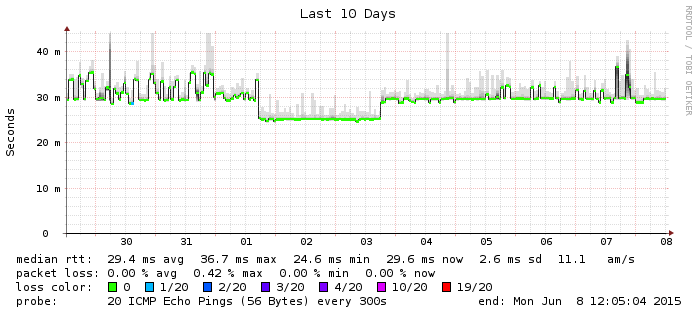 Last 10 Days
RRDTOOL / TOBI OETIKER
Seconds
40 m
30 m
20 m
10 m
0
30 31 01 02 03 04 05 06 07 08
median rtt: 29.4 ms avg 36.7 ms max 24.6 ms min 29.6 ms now 2.6 ms sd 11.1 am/s
packet loss: 0.00 % avg 0.42 % max 0.00 % min 0.00 % now
loss color: 0 1/20 2/20 3/20 4/20 10/20 19/20
probe: 20 ICMP Echo Pings (56 Bytes) every 300s end: Mon Jun 8 12:05:04 2015